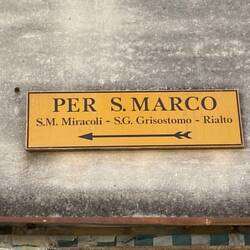 PER S. MARCO
S.M. Miracoli - S.G. Grisostomo - Rialto